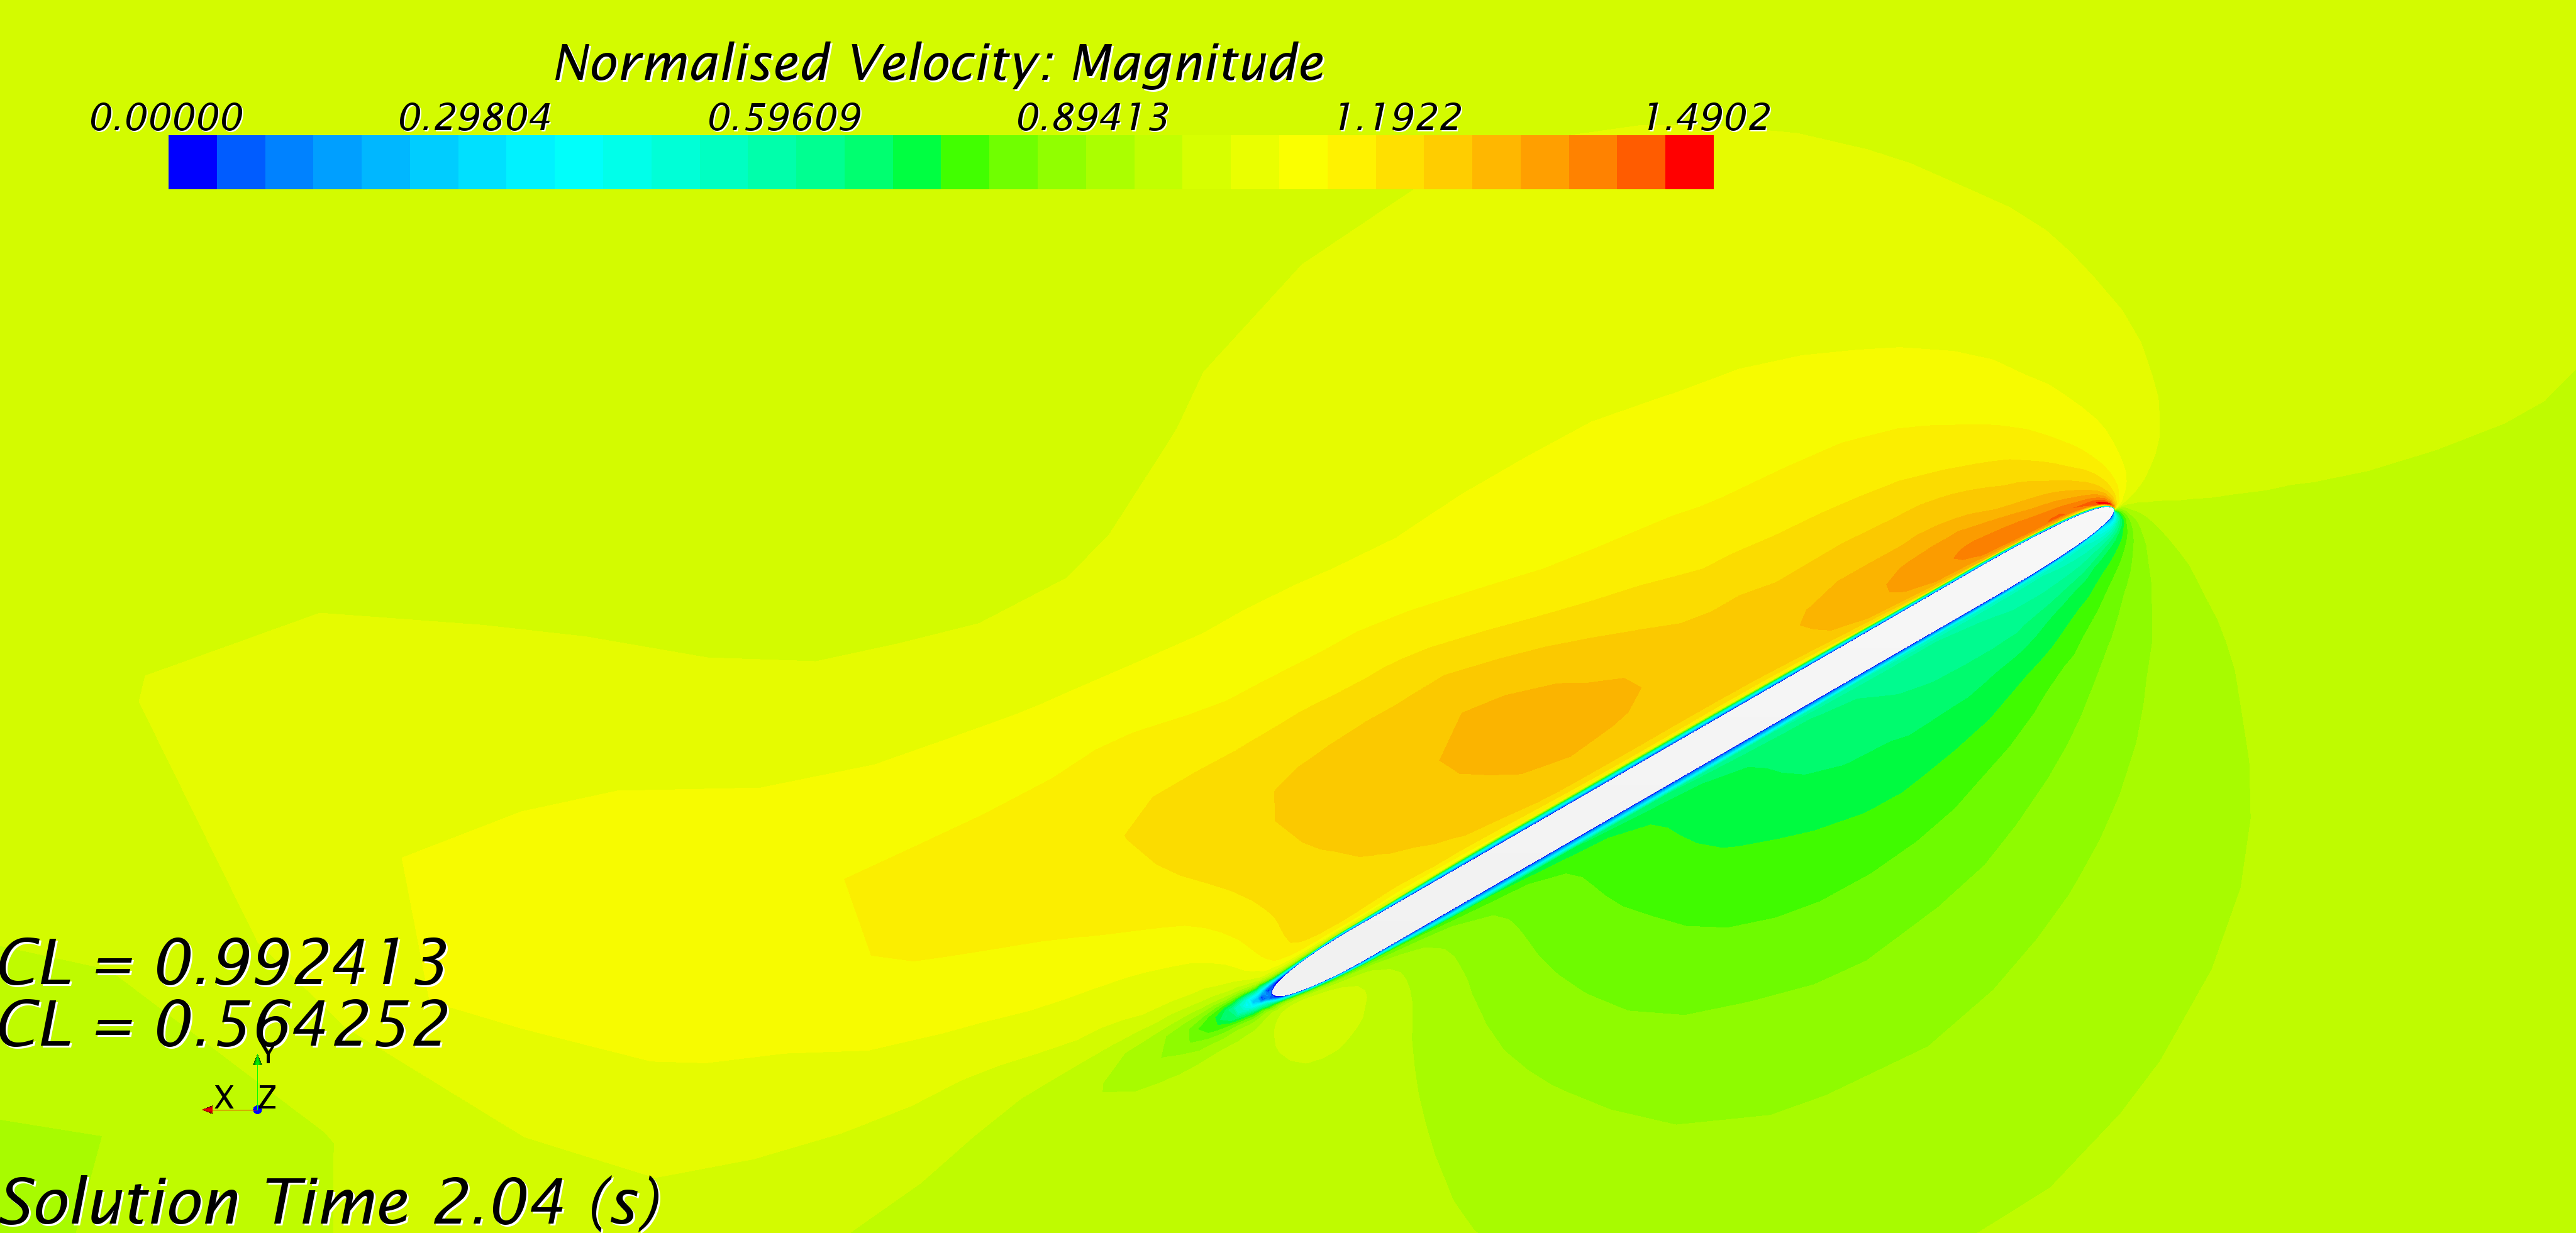 Normalised Velocity: Magnitude
0.00000 0.29804 0.59609 0.89413 1.1922 1.4902
CL = 0.992413
CL = 0.564252
Y
X Z
Solution Time 2.04 (s)